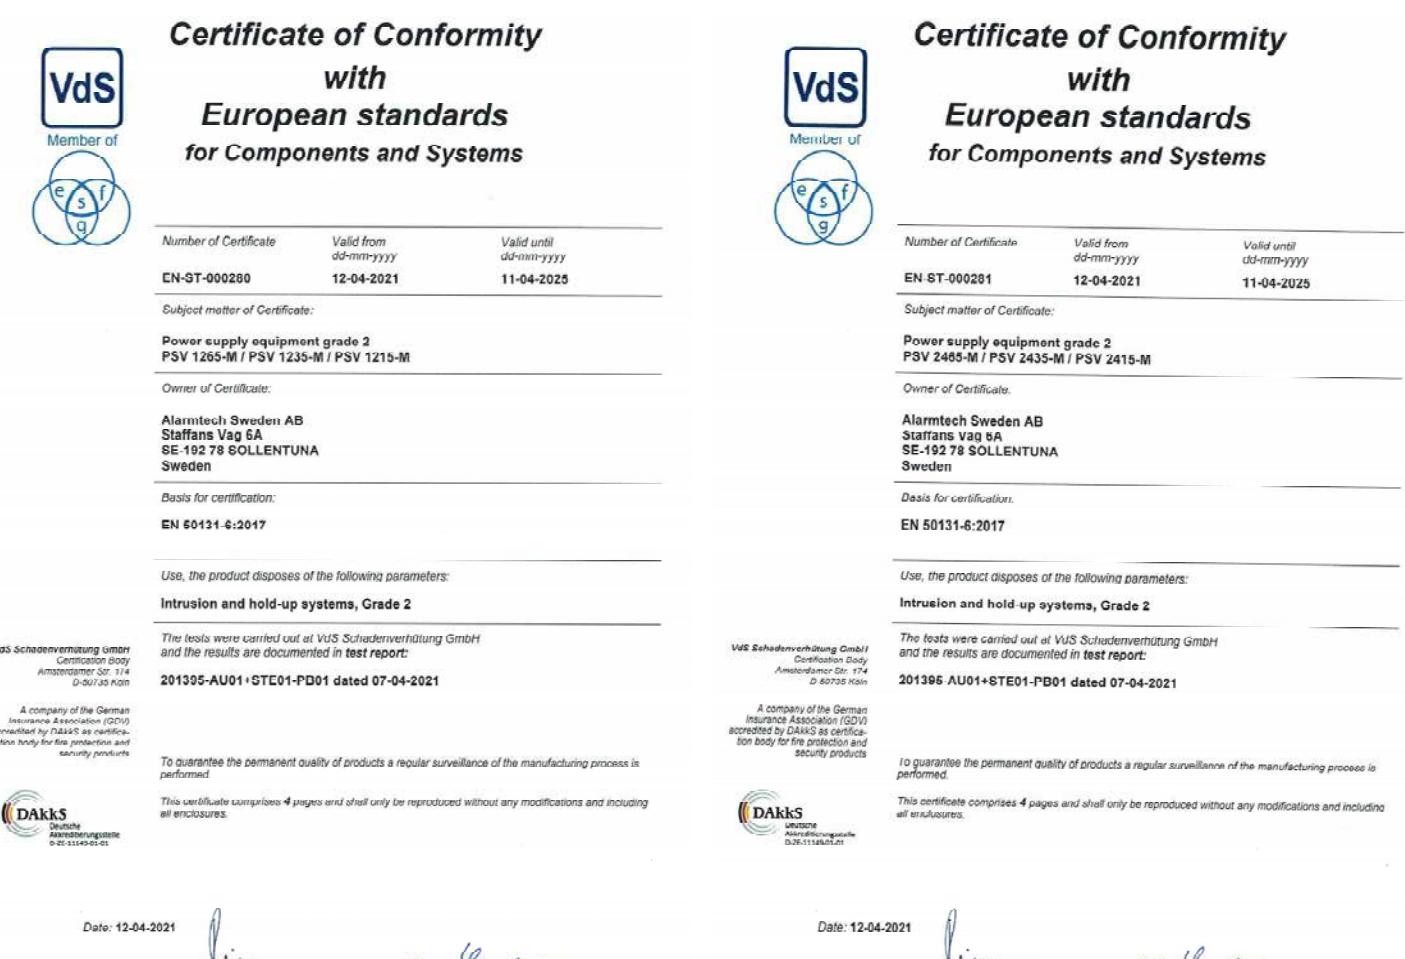 Certificate of Conformity
with
European standards
for Components and Systems
VdS
Member of
e s f g
Number of Certificate
Valid from
dd-mm-yyyy
Valid until
dd-mm-yyyy
EN-ST-000280
12-04-2021
11-04-2025
Subject matter of Certificate:
Power supply equipment grade 2
PSV 1265-M / PSV 1235-M / PSV 1215-M
Owner of Certificate:
Alarmtech Sweden AB
Staffans Vag 6A
SE-192 78 SOLLENTUNA
Sweden
Basis for certification:
EN 50131-6:2017
Use, the product disposes of the following parameters:
Intrusion and hold-up systems, Grade 2
The tests were carried out at VdS Schadenverhütung GmbH
and the results are documented in test report:
201395-AU01+STE01-PB01 dated 07-04-2021
To guarantee the permanent quality of products a regular surveillance of the manufacturing process is
performed.
This certificate comprises 4 pages and shall only be reproduced without any modifications and including
all enclosures.
dS Schadenverhütung GmbH
Certification Body
Amsterdamer Str. 174
D-50735 Köln
A company of the German
Insurance Association (GDV)
ccredited by DAkkS as certifica-
tion body for fire protection and
security products
DAkkS
Deutsche
Akkreditierungsstelle
D-ZE-11149-01-01
Date: 12-04-2021
Certificate of Conformity
with
European standards
for Components and Systems
VdS
Member of
e s f g
Number of Certificate
Valid from
dd-mm-yyyy
Valid until
dd-mm-yyyy
EN-ST-000281
12-04-2021
11-04-2025
Subject matter of Certificate:
Power supply equipment grade 2
PSV 2465-M / PSV 2435-M / PSV 2415-M
Owner of Certificate:
Alarmtech Sweden AB
Staffans Vag 6A
SE-192 78 SOLLENTUNA
Sweden
Basis for certification:
EN 50131-6:2017
Use, the product disposes of the following parameters:
Intrusion and hold-up systems, Grade 2
The tests were carried out at VdS Schadenverhütung GmbH
and the results are documented in test report:
201396-AU01+STE01-PB01 dated 07-04-2021
To guarantee the permanent quality of products a regular surveillance of the manufacturing process is
performed.
This certificate comprises 4 pages and shall only be reproduced without any modifications and including
all enclosures.
VdS Schadenverhütung GmbH
Certification Body
Amsterdamer Str. 174
D-50735 Köln
A company of the German
Insurance Association (GDV)
accredited by DAkkS as certifica-
tion body for fire protection and
security products
DAkkS
Deutsche
Akkreditierungsstelle
D-ZE-11149-01-01
Date: 12-04-2021